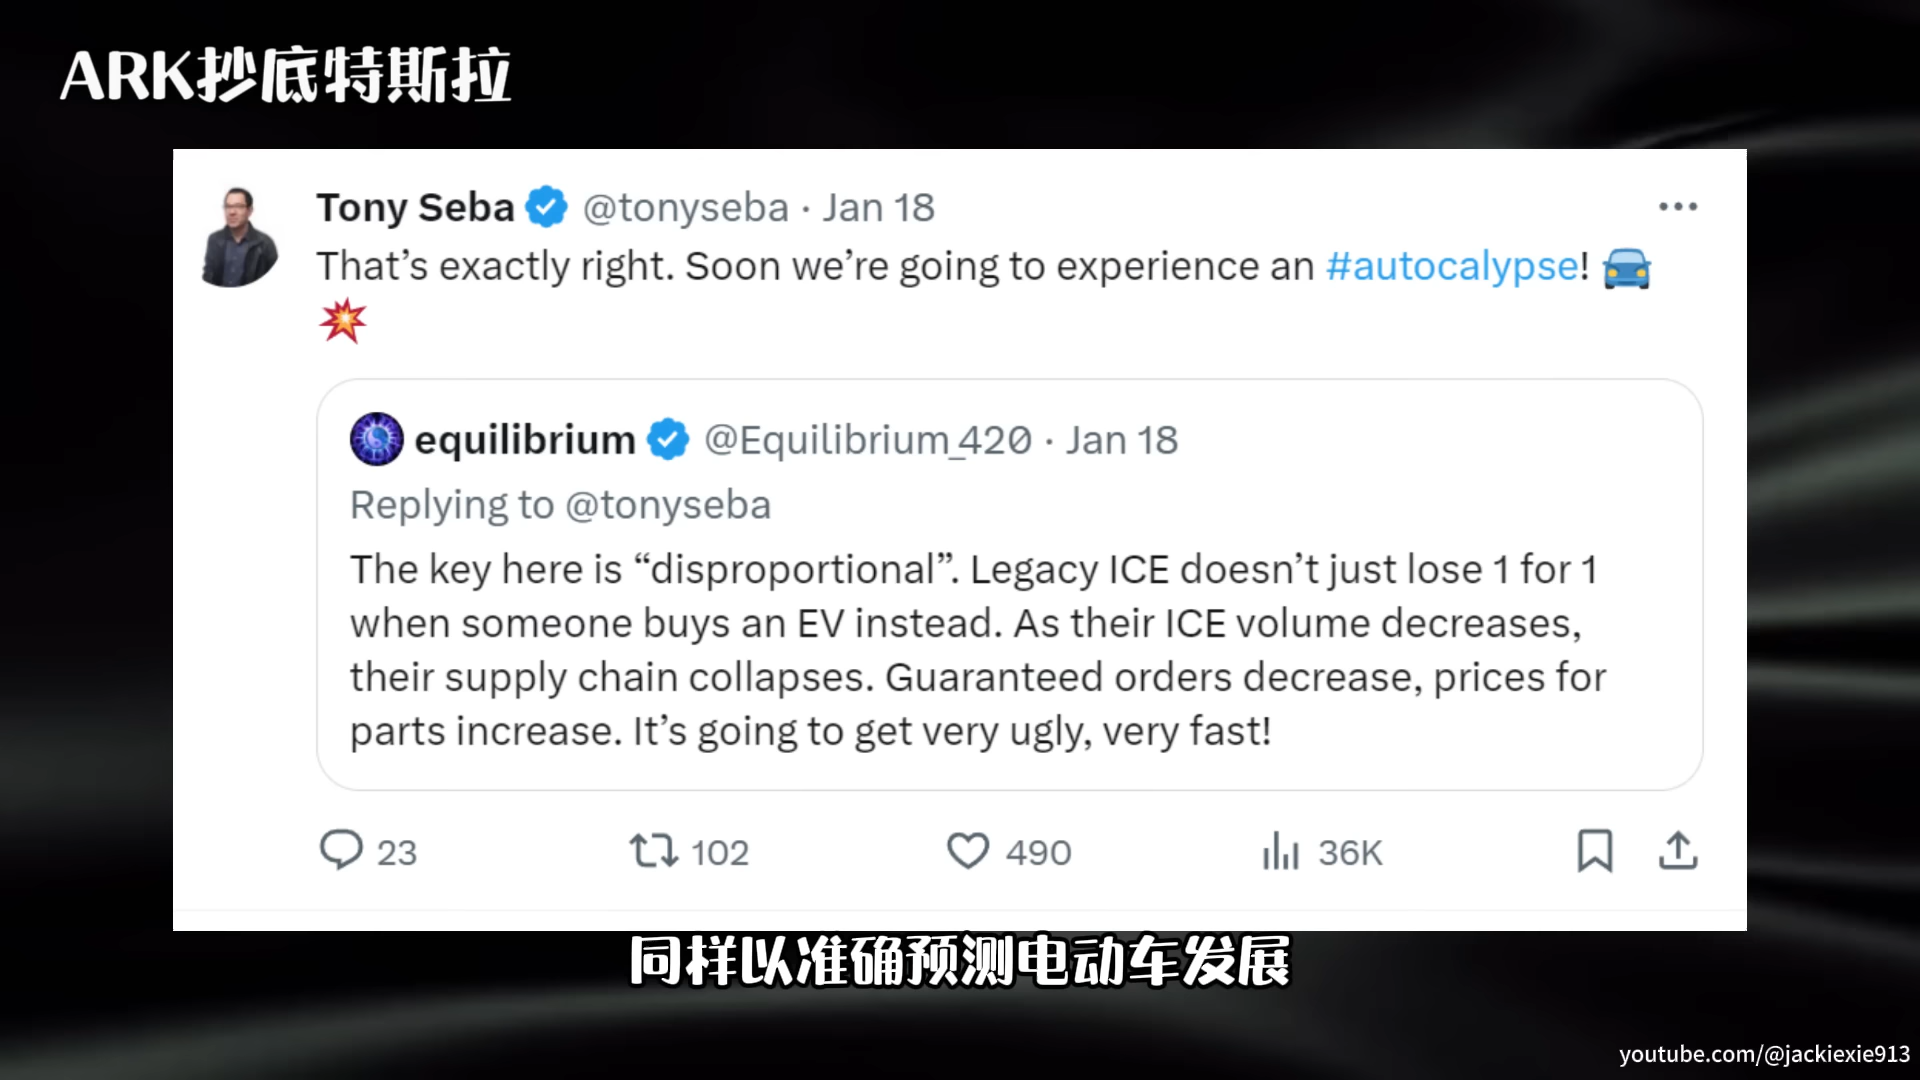 ARK抄底特斯拉
Tony Seba @tonyseba · Jan 18
That’s exactly right. Soon we’re going to experience an #autocalypse! 🚘
💥
equilibrium @Equilibrium_420 · Jan 18
Replying to @tonyseba
The key here is “disproportional”. Legacy ICE doesn’t just lose 1 for 1
when someone buys an EV instead. As their ICE volume decreases,
their supply chain collapses. Guaranteed orders decrease, prices for
parts increase. It’s going to get very ugly, very fast!
23 102 490 36K
同样以准确预测电动车发展
youtube.com/@jackiexie913